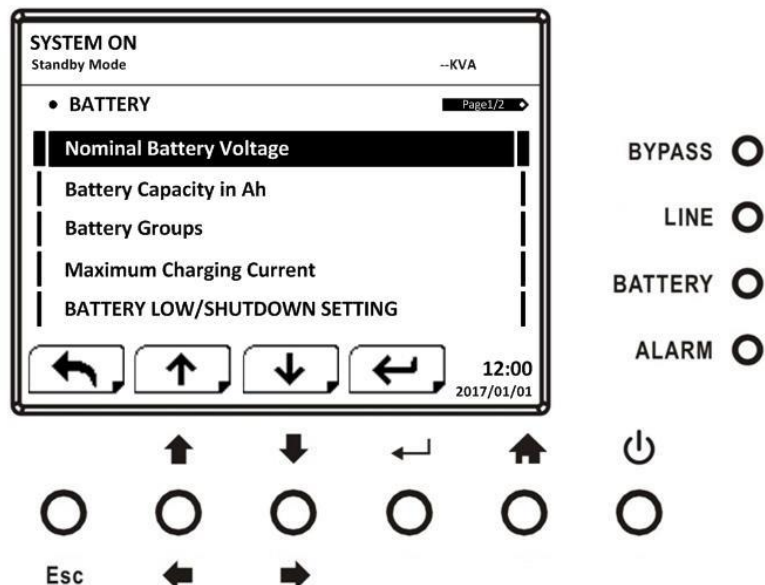 SYSTEM ON
Standby Mode
--KVA
• BATTERY
Page1/2
Nominal Battery Voltage
Battery Capacity in Ah
Battery Groups
Maximum Charging Current
BATTERY LOW/SHUTDOWN SETTING
12:00
2017/01/01
BYPASS
LINE
BATTERY
ALARM
Esc